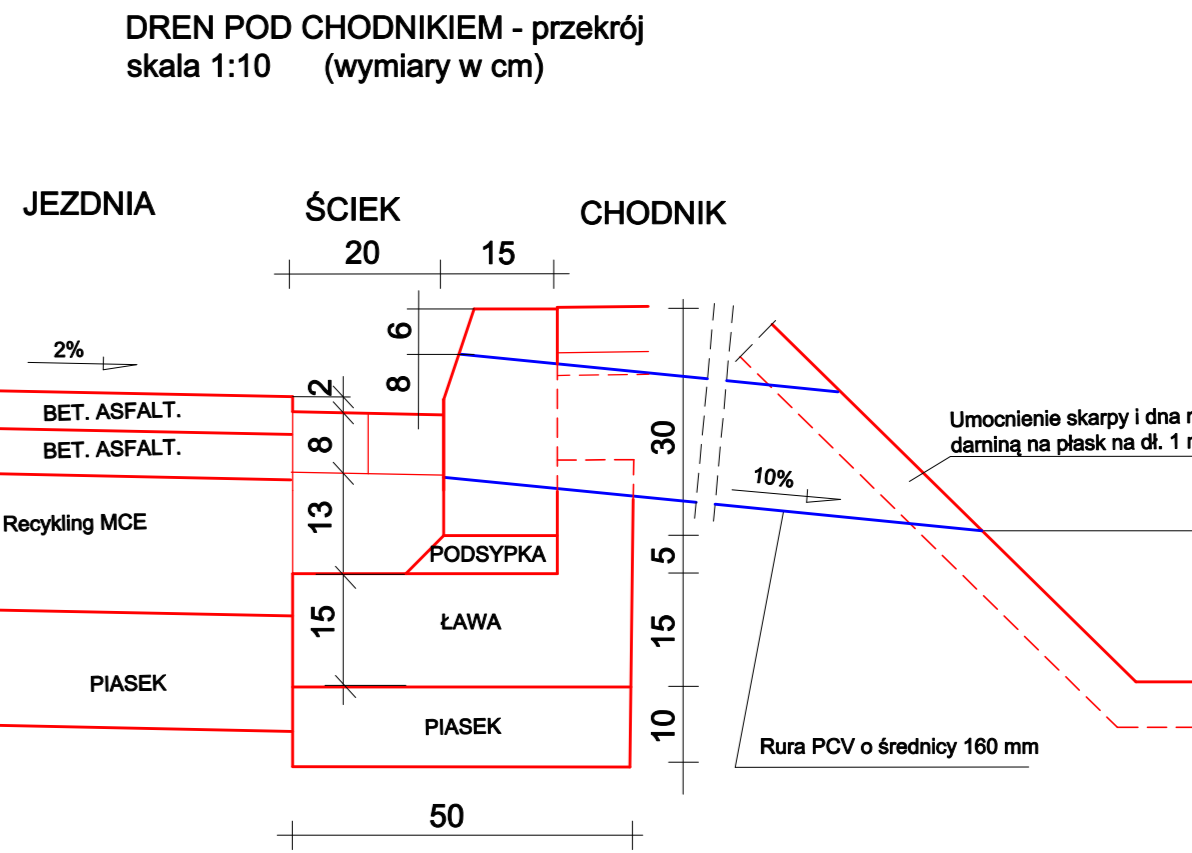 DREN POD CHODNIKIEM - przekrój
skala 1:10 (wymiary w cm)
JEZDNIA
ŚCIEK
CHODNIK
20
15
6
8
2%
2
BET. ASFALT.
8
BET. ASFALT.
30
Umocnienie skarpy i dna
darniną na płask na dł. 1
10%
13
Recykling MCE
PODSYPKA
5
15
ŁAWA
15
PIASEK
PIASEK
10
Rura PCV o średnicy 160 mm
50